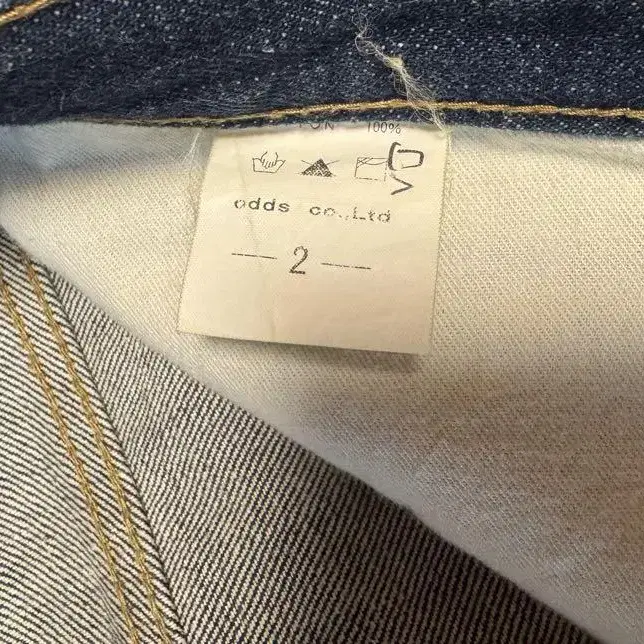 100%
odds co.,Ltd
— 2 —